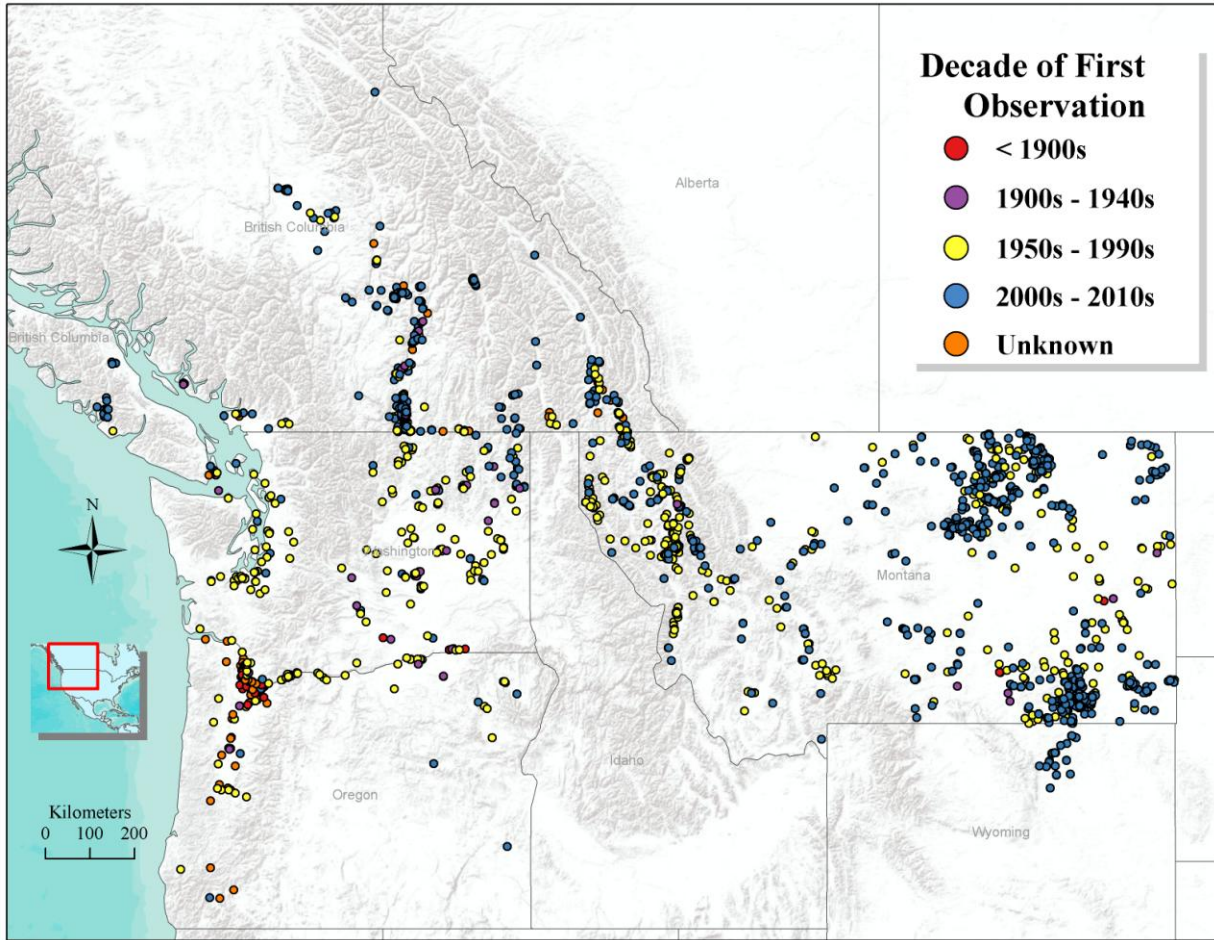 Decade of First
Observation
< 1900s
1900s - 1940s
1950s - 1990s
2000s - 2010s
Unknown
Alberta
British Columbia
British Columbia
N
Washington
Montana
Idaho
Oregon
Wyoming
Kilometers
0 100 200